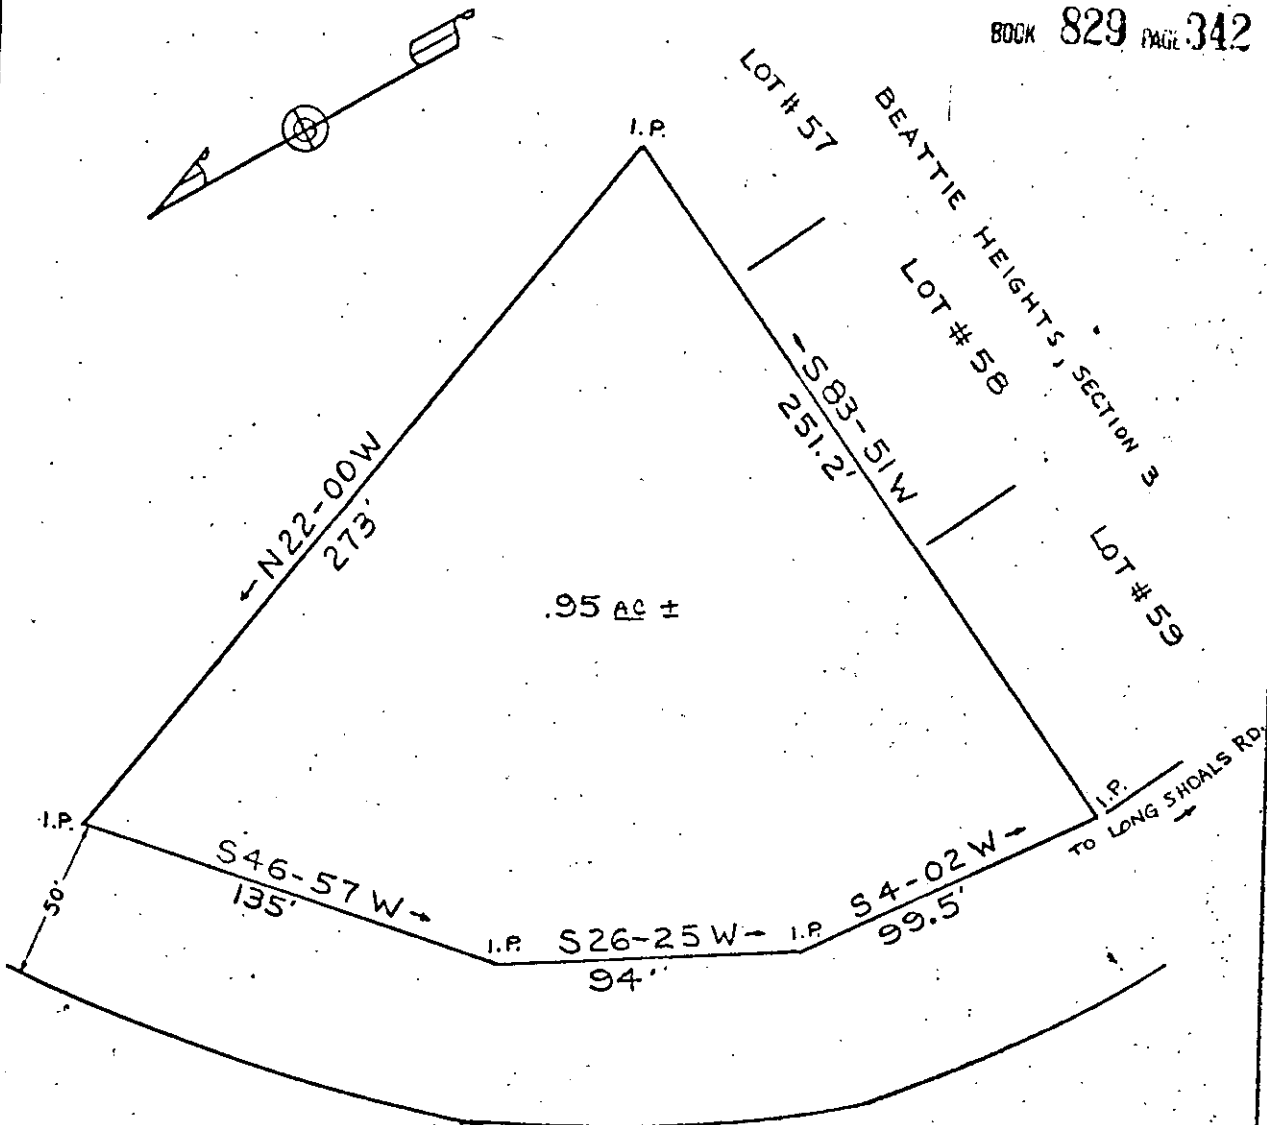 BOOK 829 PAGE 342
LOT # 57
BEATTIE HEIGHTS, SECTION 3
I.P.
LOT # 58
S83-51W
251.2'
N22-00W
273'
LOT # 59
.95 AC ±
I.P.
TO LONG SHOALS RD.
I.P.
S46-57W
135'
50'
I.P.
S26-25W
94'
I.P.
S4-02W
99.5'